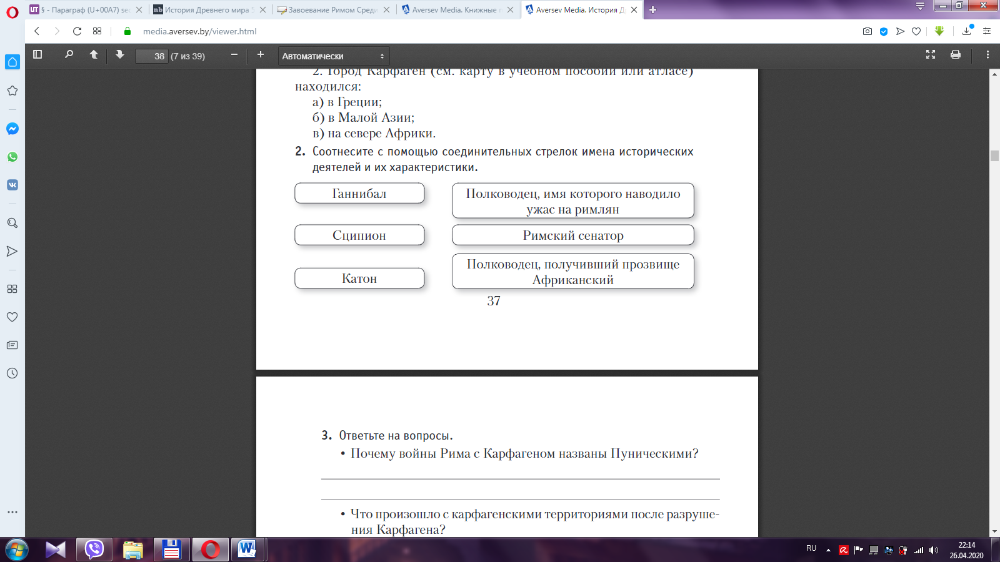 § - Параграф (U+00A7) sec
История Древнего мира 5
Завоевание Римом Среди
Aversev Media. Книжные п
Aversev Media. История Д
media.aversev.by/viewer.html
38 (7 из 39)
Автоматически
2. Город Карфаген (см. карту в учебном пособии или атласе)
находился:
а) в Греции;
б) в Малой Азии;
в) на севере Африки.
2. Соотнесите с помощью соединительных стрелок имена исторических
деятелей и их характеристики.
Ганнибал
Полководец, имя которого наводило
ужас на римлян
Сципион
Римский сенатор
Катон
Полководец, получивший прозвище
Африканский
37
3. Ответьте на вопросы.
• Почему войны Рима с Карфагеном названы Пуническими?
• Что произошло с карфагенскими территориями после разруше-
ния Карфагена?
RU
22:14
26.04.2020